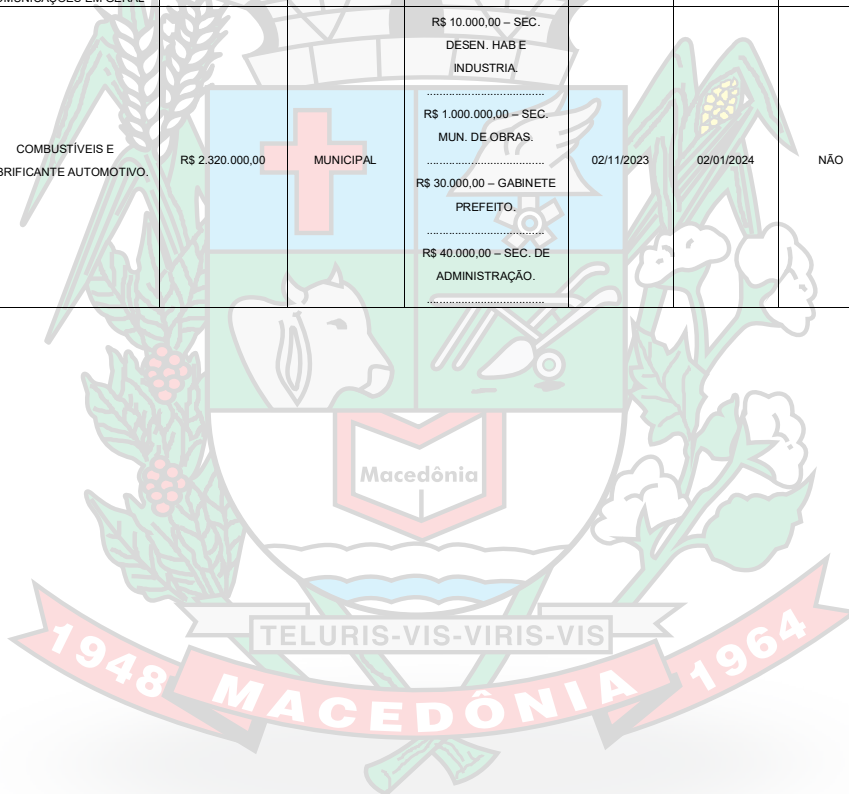 COMBUSTÍVEIS E
AUTOMOTIVO.
R$ 2.320.000,00
MUNICIPAL
R$ 10.000,00 – SEC.
DESEN. HAB E
INDUSTRIA.
.......................................
R$ 1.000.000,00 – SEC.
MUN. DE OBRAS.
.......................................
R$ 30.000,00 – GABINETE
PREFEITO.
.......................................
R$ 40.000,00 – SEC. DE
ADMINISTRAÇÃO.
.......................................
02/11/2023
02/01/2024
NÃO
Macedônia
TELURIS-VIS-VIRIS-VIS
1948
MACEDÔNIA
1964